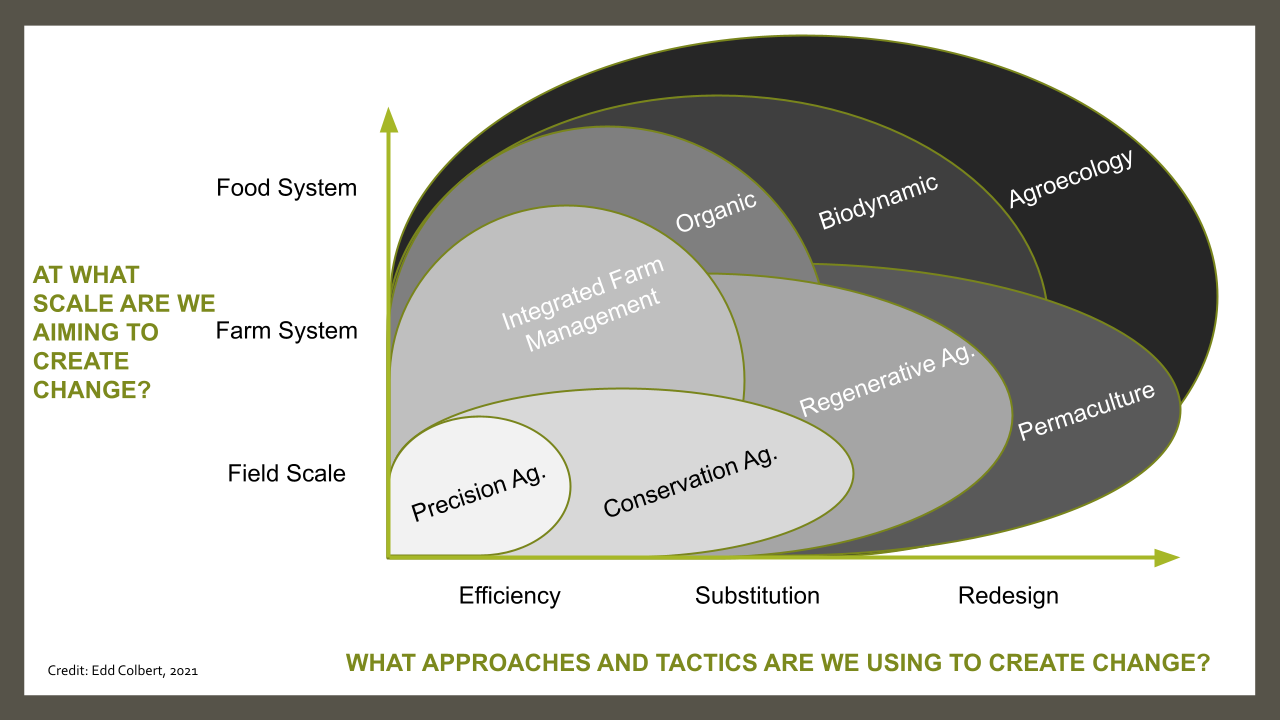 Food System
Farm System
Field Scale
AT WHAT
SCALE ARE WE
AIMING TO
CREATE
CHANGE?
Agroecology
Biodynamic
Organic
Integrated Farm
Management
Regenerative Ag.
Permaculture
Conservation Ag.
Precision Ag.
Efficiency
Substitution
Redesign
WHAT APPROACHES AND TACTICS ARE WE USING TO CREATE CHANGE?
Credit: Edd Colbert, 2021